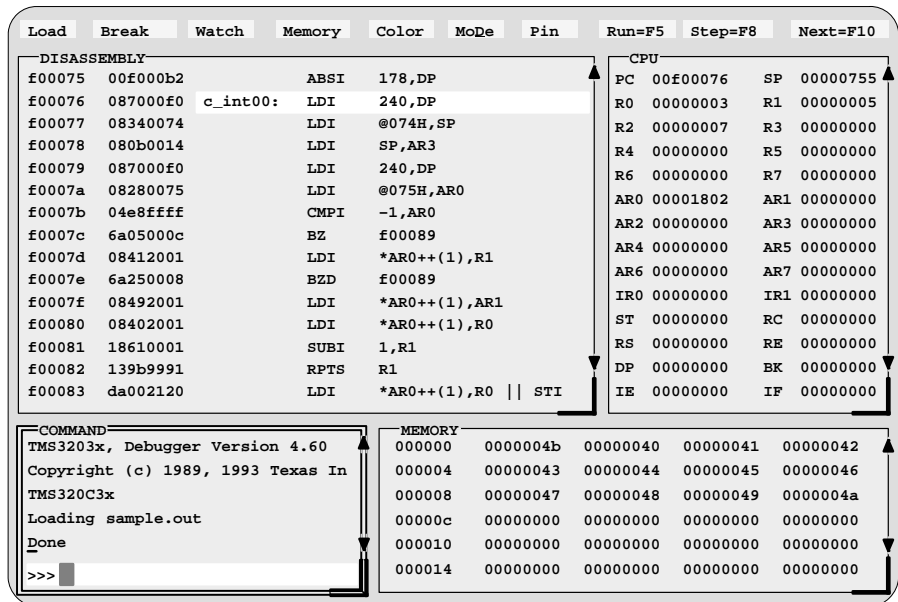 Load Break Watch Memory Color MoDe Pin Run=F5 Step=F8 Next=F10
DISASSEMBLY
f00075 00f000b2 ABSI 178,DP
f00076 087000f0 c_int00: LDI 240,DP
f00077 08340074 LDI @074H,SP
f00078 080b0014 LDI SP,AR3
f00079 087000f0 LDI 240,DP
f0007a 08280075 LDI @075H,AR0
f0007b 04e8ffff CMPI –1,AR0
f0007c 6a05000c BZ f00089
f0007d 08412001 LDI *AR0++(1),R1
f0007e 6a250008 BZD f00089
f0007f 08492001 LDI *AR0++(1),AR1
f00080 08402001 LDI *AR0++(1),R0
f00081 18610001 SUBI 1,R1
f00082 139b9991 RPTS R1
f00083 da002120 LDI *AR0++(1),R0 || STI
CPU
PC 00f00076 SP 00000755
R0 00000003 R1 00000005
R2 00000007 R3 00000000
R4 00000000 R5 00000000
R6 00000000 R7 00000000
AR0 00001802 AR1 00000000
AR2 00000000 AR3 00000000
AR4 00000000 AR5 00000000
AR6 00000000 AR7 00000000
IR0 00000000 IR1 00000000
ST 00000000 RC 00000000
RS 00000000 RE 00000000
DP 00000000 BK 00000000
IE 00000000 IF 00000000
COMMAND
TMS3203x, Debugger Version 4.60
Copyright (c) 1989, 1993 Texas In
TMS320C3x
Loading sample.out
Done
>>>
MEMORY
000000 0000004b 00000040 00000041 00000042
000004 00000043 00000044 00000045 00000046
000008 00000047 00000048 00000049 0000004a
00000c 00000000 00000000 00000000 00000000
000010 00000000 00000000 00000000 00000000
000014 00000000 00000000 00000000 00000000